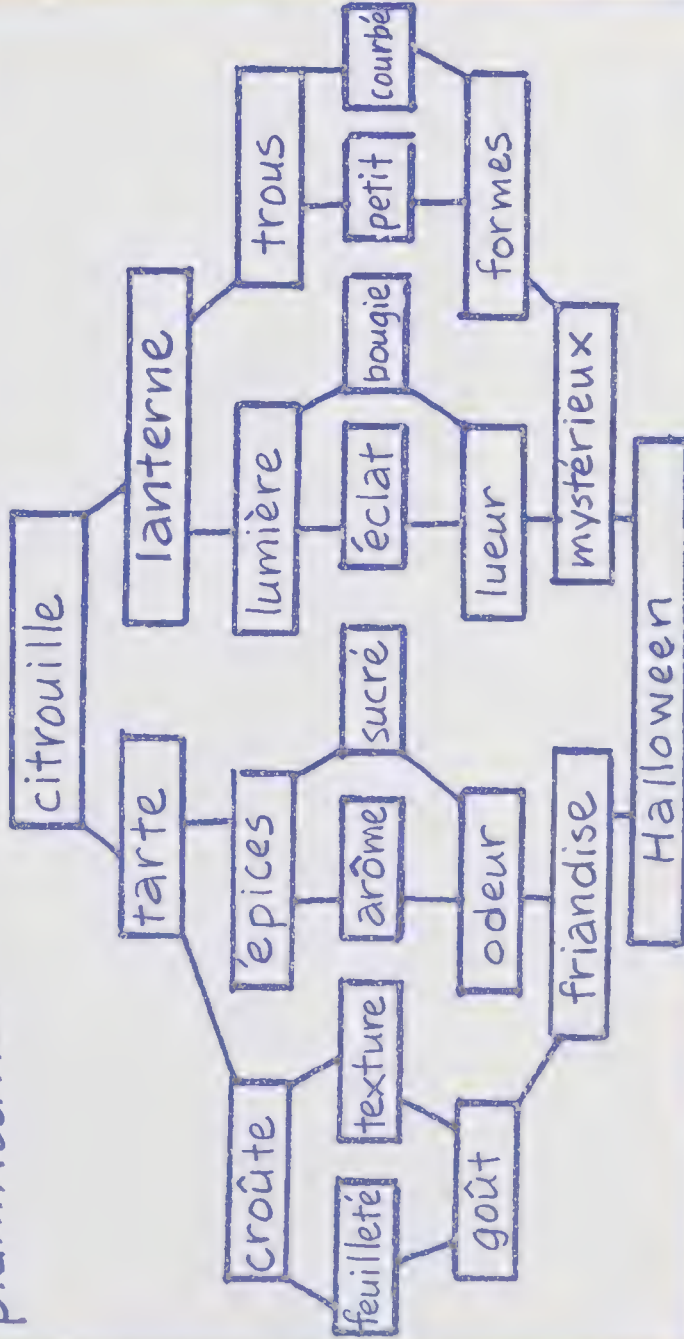 citrouille
tarte lanterne
croûte épices lumière trous
feuilleté texture arôme sucré éclat bougie petit courbé
goût odeur lueur formes
friandise mystérieux
Halloween